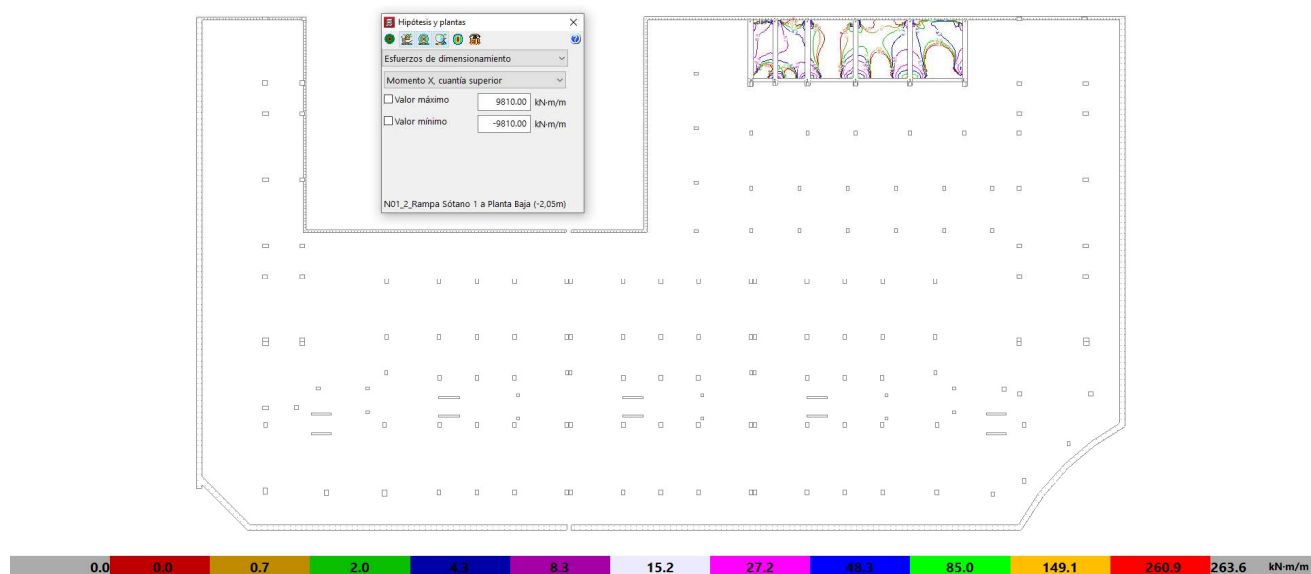 Hipótesis y plantas
Esfuerzos de dimensionamiento
Momento X, cuantía superior
Valor máximo 9810.00 kN·m/m
Valor mínimo -9810.00 kN·m/m
N01_2_Rampa Sótano 1 a Planta Baja (-2,05m)
0.0 0.0 0.7 2.0 4.3 8.3 15.2 27.2 48.3 85.0 149.1 260.9 263.6 kN·m/m